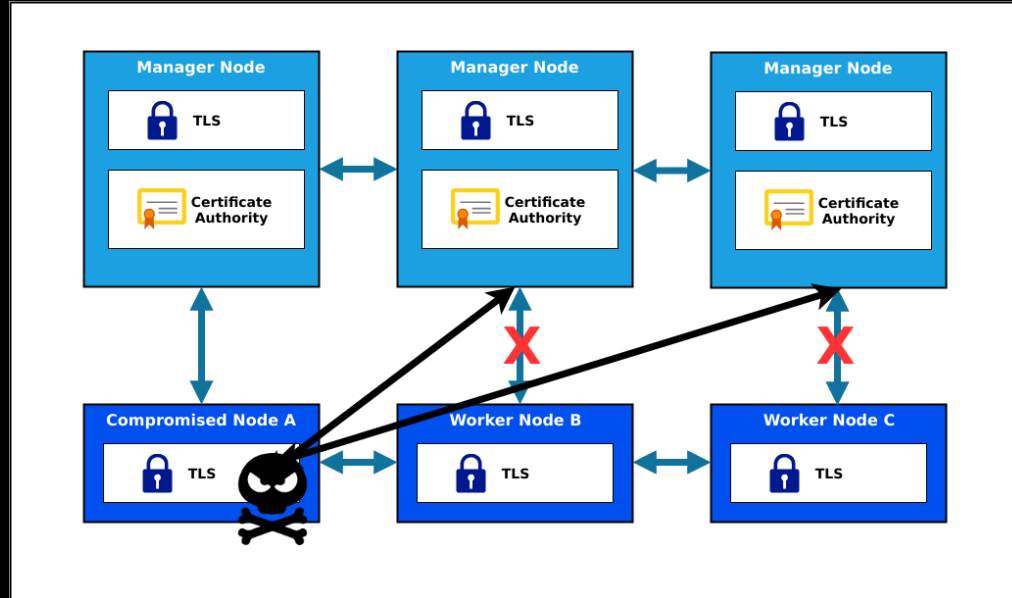 Manager Node
TLS
Certificate
Authority
Manager Node
TLS
Certificate
Authority
Manager Node
TLS
Certificate
Authority
X
X
Compromised Node A
TLS
Worker Node B
TLS
Worker Node C
TLS